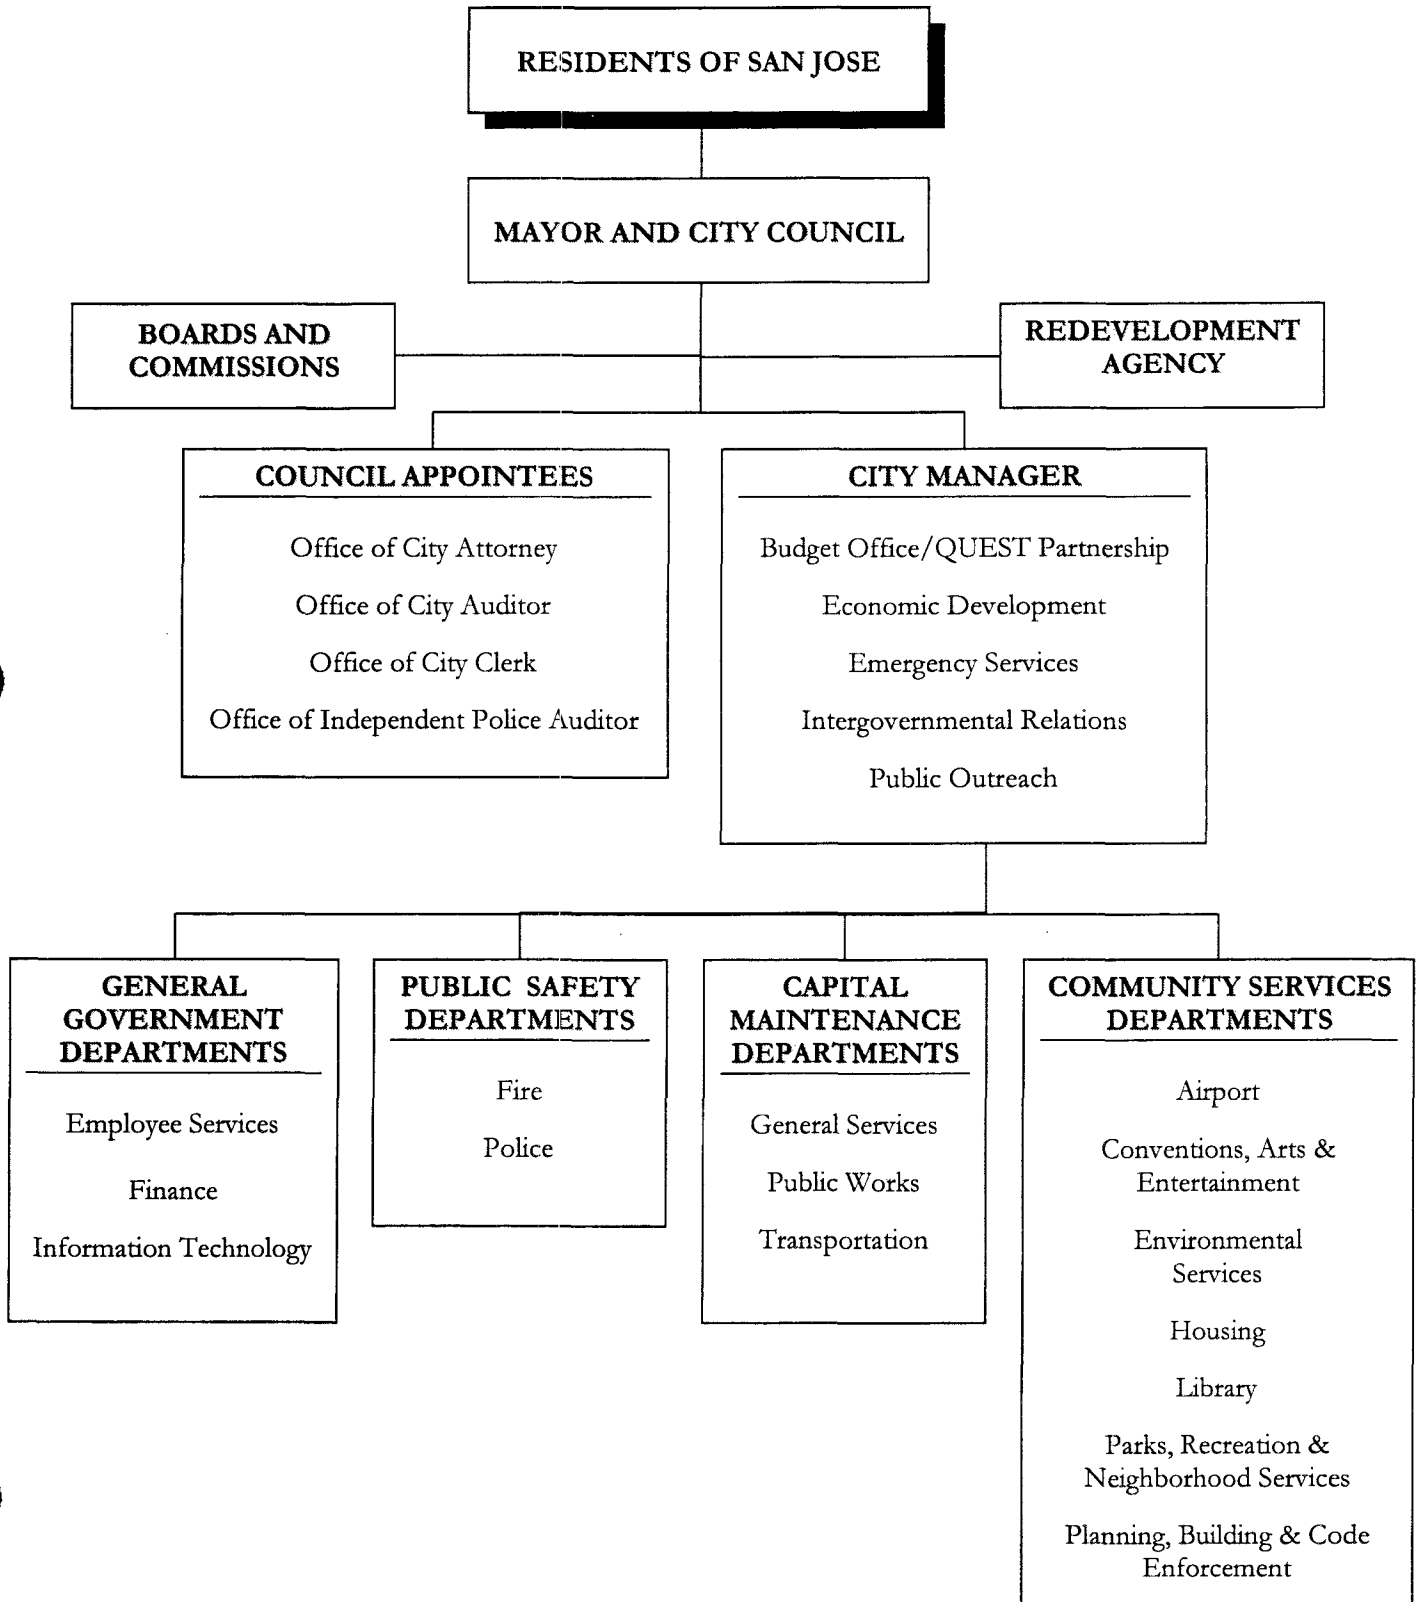 RESIDENTS OF SAN JOSE
MAYOR AND CITY COUNCIL
BOARDS AND
COMMISSIONS
REDEVELOPMENT
AGENCY
COUNCIL APPOINTEES
Office of City Attorney
Office of City Auditor
Office of City Clerk
Office of Independent Police Auditor
CITY MANAGER
Budget Office/QUEST Partnership
Economic Development
Emergency Services
Intergovernmental Relations
Public Outreach
GENERAL
GOVERNMENT
DEPARTMENTS
Employee Services
Finance
Information Technology
PUBLIC SAFETY
DEPARTMENTS
Fire
Police
CAPITAL
MAINTENANCE
DEPARTMENTS
General Services
Public Works
Transportation
COMMUNITY SERVICES
DEPARTMENTS
Airport
Conventions, Arts &
Entertainment
Environmental
Services
Housing
Library
Parks, Recreation &
Neighborhood Services
Planning, Building & Code
Enforcement